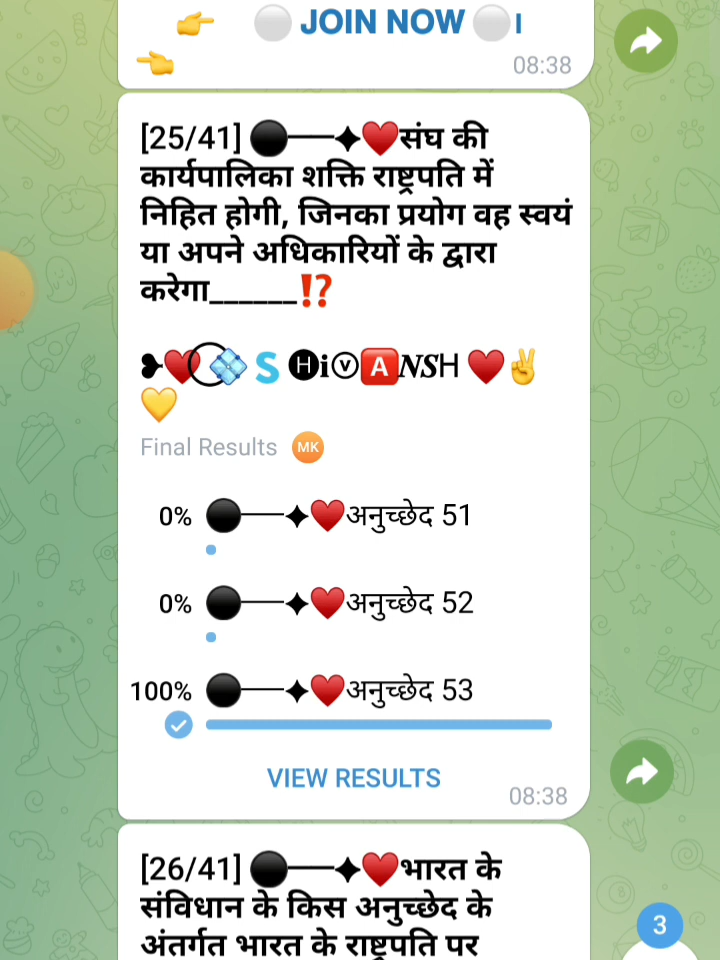 👉 ⚪ JOIN NOW ⚪।
👈
08:38
[25/41] ⚫──✦❤️संघ की
कार्यपालिका शक्ति राष्ट्रपति में
निहित होगी, जिनका प्रयोग वह स्वयं
या अपने अधिकारियों के द्वारा
करेगा______⁉️
❥❤️⃝💠 S 🅗𝐢ⓥ🅰️𝑵𝑺H ❤️✌️
💛
Final Results MK
0% ⚫──✦❤️अनुच्छेद 51
0% ⚫──✦❤️अनुच्छेद 52
100% ⚫──✦❤️अनुच्छेद 53
VIEW RESULTS
08:38
[26/41] ⚫──✦❤️भारत के
संविधान के किस अनुच्छेद के
अंतर्गत भारत के राष्ट्रपति पर
3